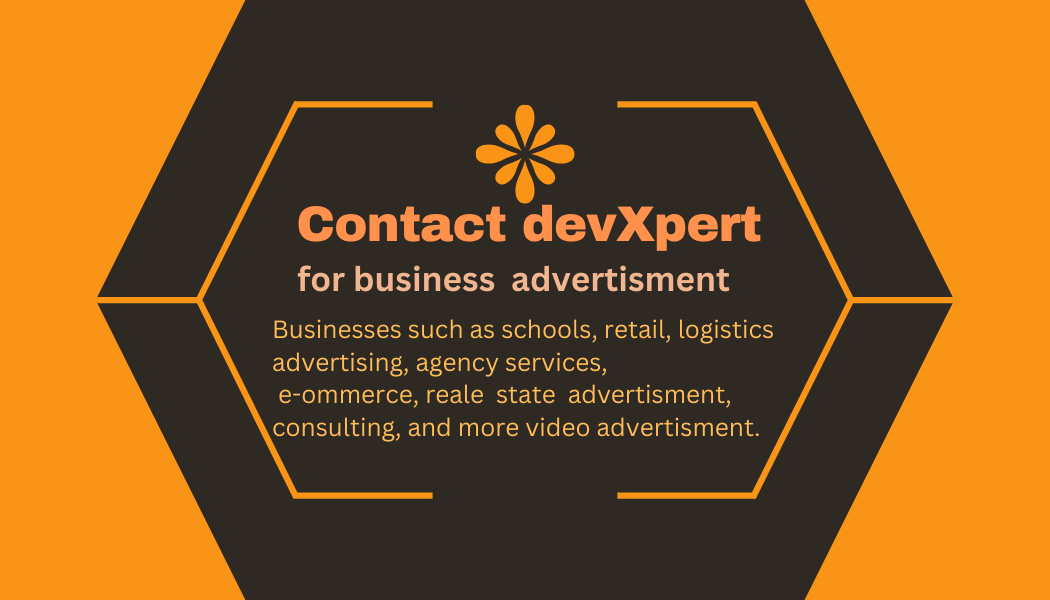 Contact devXpert
for business advertisment
Businesses such as schools, retail, logistics
advertising, agency services,
e-ommerce, reale state advertisment,
consulting, and more video advertisment.